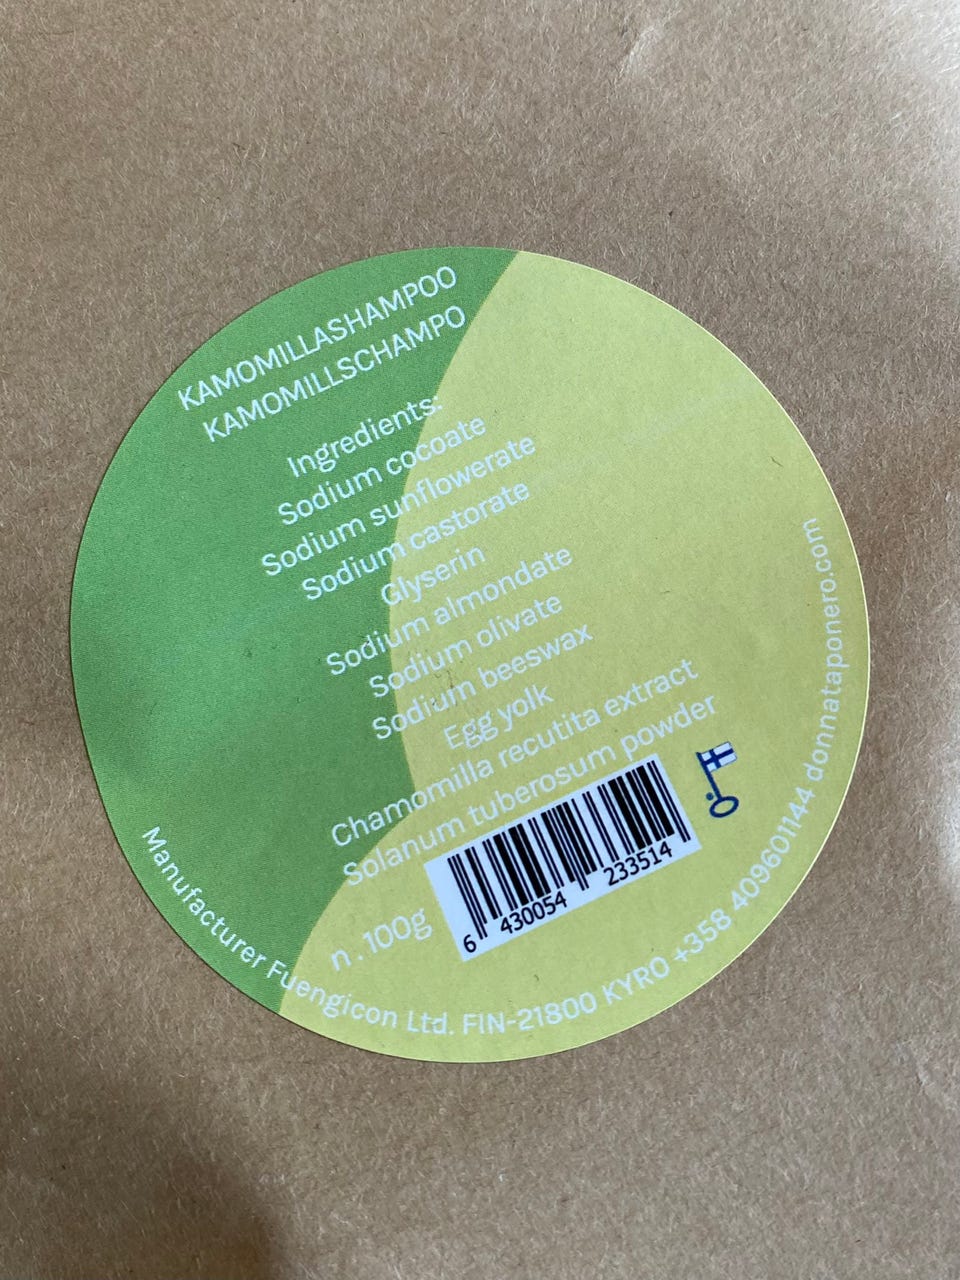 KAMOMILLASHAMPOO
KAMOMILLSCHAMPO
Ingredients:
Sodium cocoate
Sodium sunflowerate
Sodium castorate
Glyserin
Sodium almondate
Sodium olivate
Sodium beeswax
Egg yolk
Chamomilla recutita extract
Solanum tuberosum powder
n . 100g
6 430054 233514
Manufacturer Fuengicon Ltd. FIN-21800 KYRÖ +358 409601144 donnataponero.com